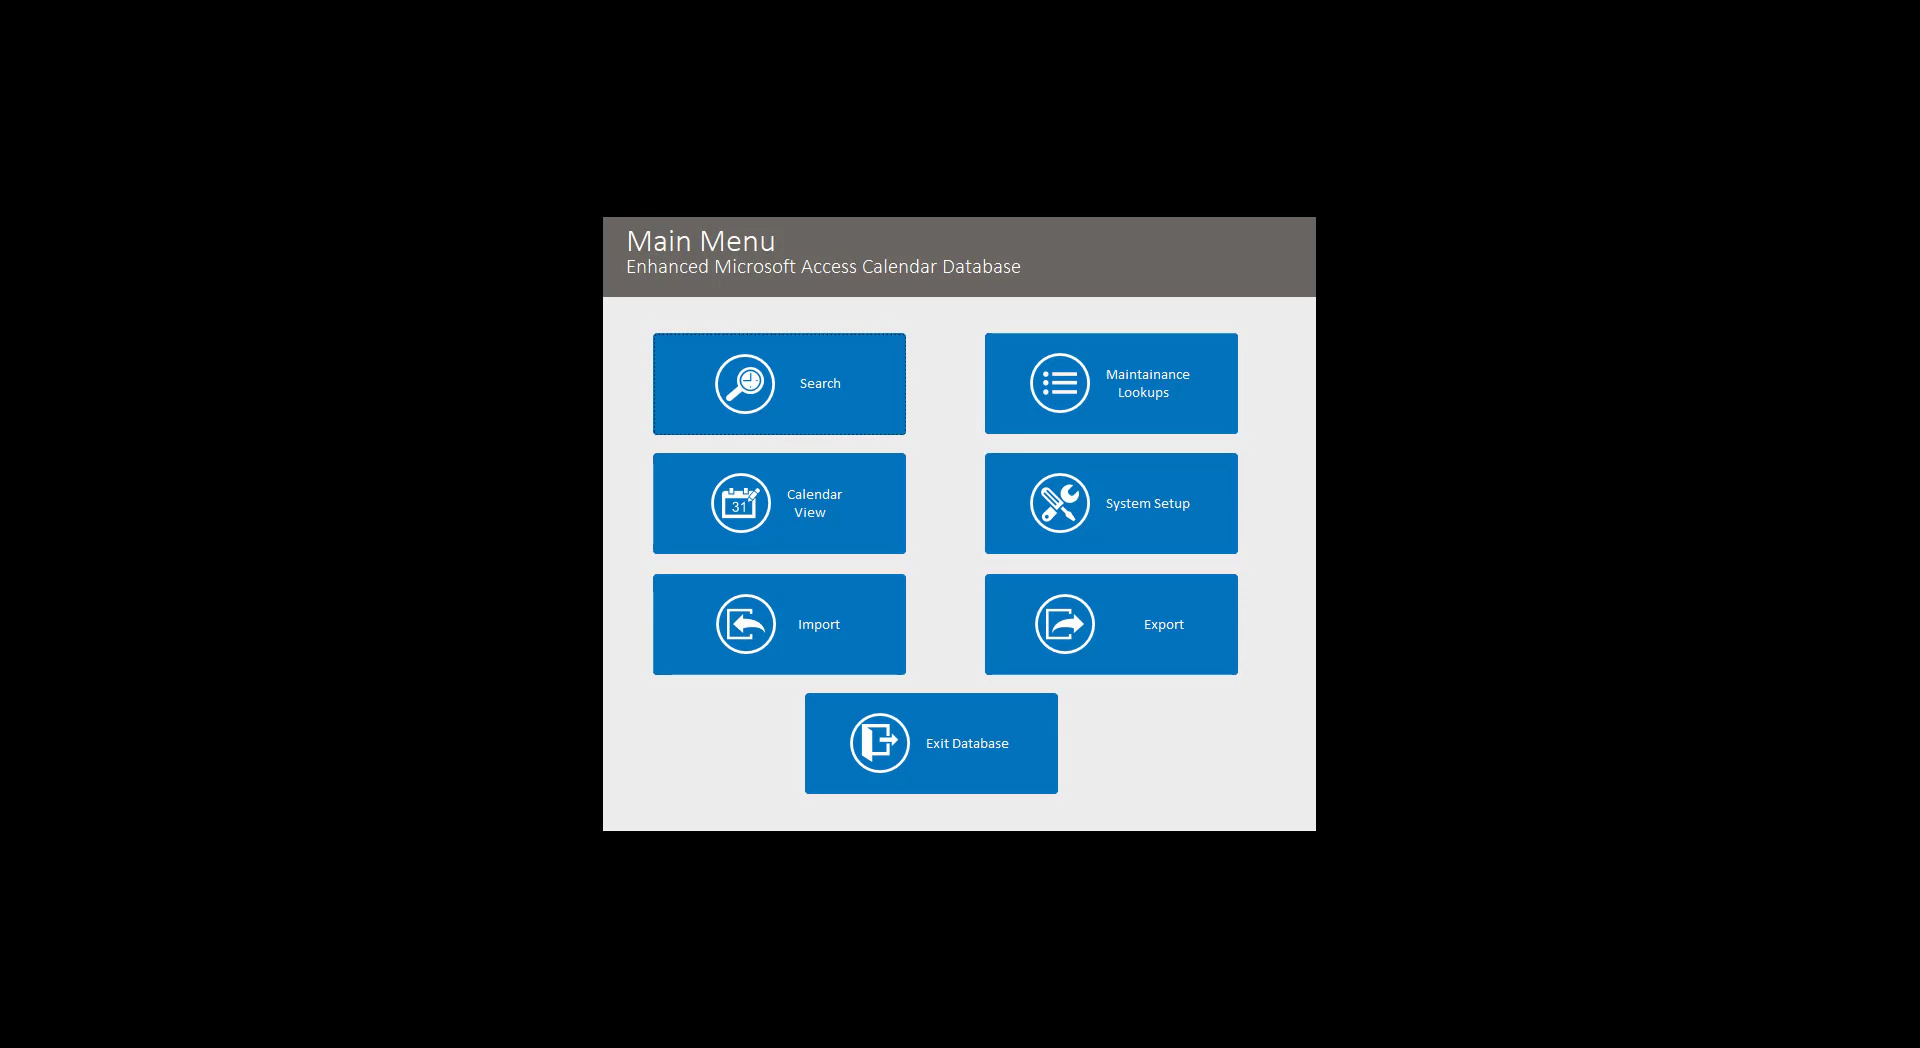 Main Menu
Enhanced Microsoft Access Calendar Database
Search
Maintainance
Lookups
31
Calendar
View
System Setup
Import
Export
Exit Database